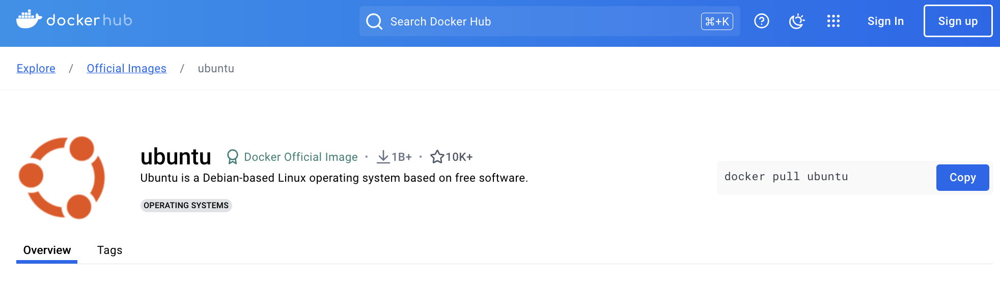 docker hub
Search Docker Hub
⌘+K
Sign In
Sign up
Explore / Official Images / ubuntu
ubuntu
Docker Official Image • 1B+ • 10K+
Ubuntu is a Debian-based Linux operating system based on free software.
docker pull ubuntu
Copy
OPERATING SYSTEMS
Overview
Tags